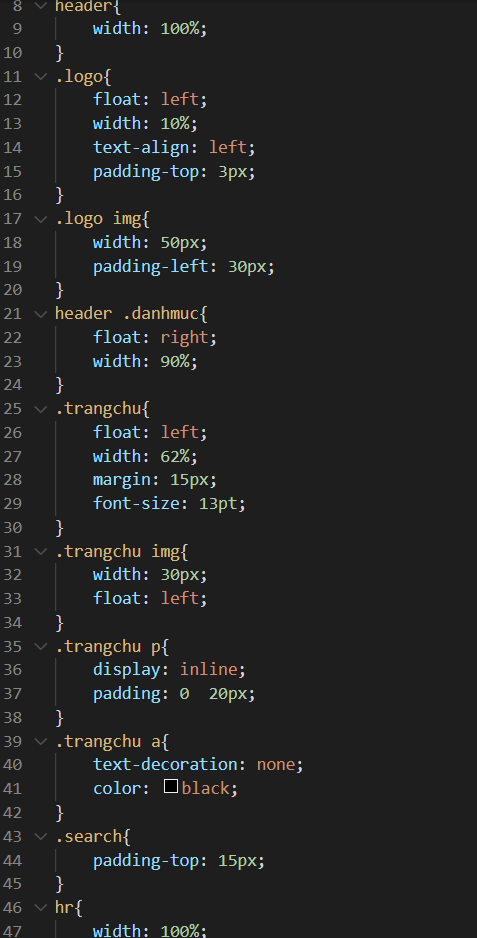 8 header{
9 width: 100%;
10 }
11 .logo{
12 float: left;
13 width: 10%;
14 text-align: left;
15 padding-top: 3px;
16 }
17 .logo img{
18 width: 50px;
19 padding-left: 30px;
20 }
21 header .danhmuc{
22 float: right;
23 width: 90%;
24 }
25 .trangchu{
26 float: left;
27 width: 62%;
28 margin: 15px;
29 font-size: 13pt;
30 }
31 .trangchu img{
32 width: 30px;
33 float: left;
34 }
35 .trangchu p{
36 display: inline;
37 padding: 0  20px;
38 }
39 .trangchu a{
40 text-decoration: none;
41 color: black;
42 }
43 .search{
44 padding-top: 15px;
45 }
46 hr{
47 width: 100%;